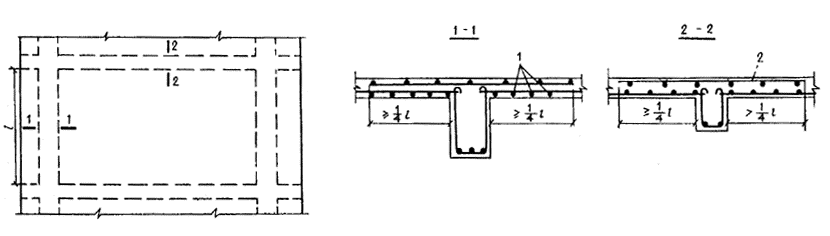 2
2
1 1
l
1-1
1
≥ 1/4 l
≥ 1/4 l
2 - 2
2
≥ 1/4 l
> 1/4 l